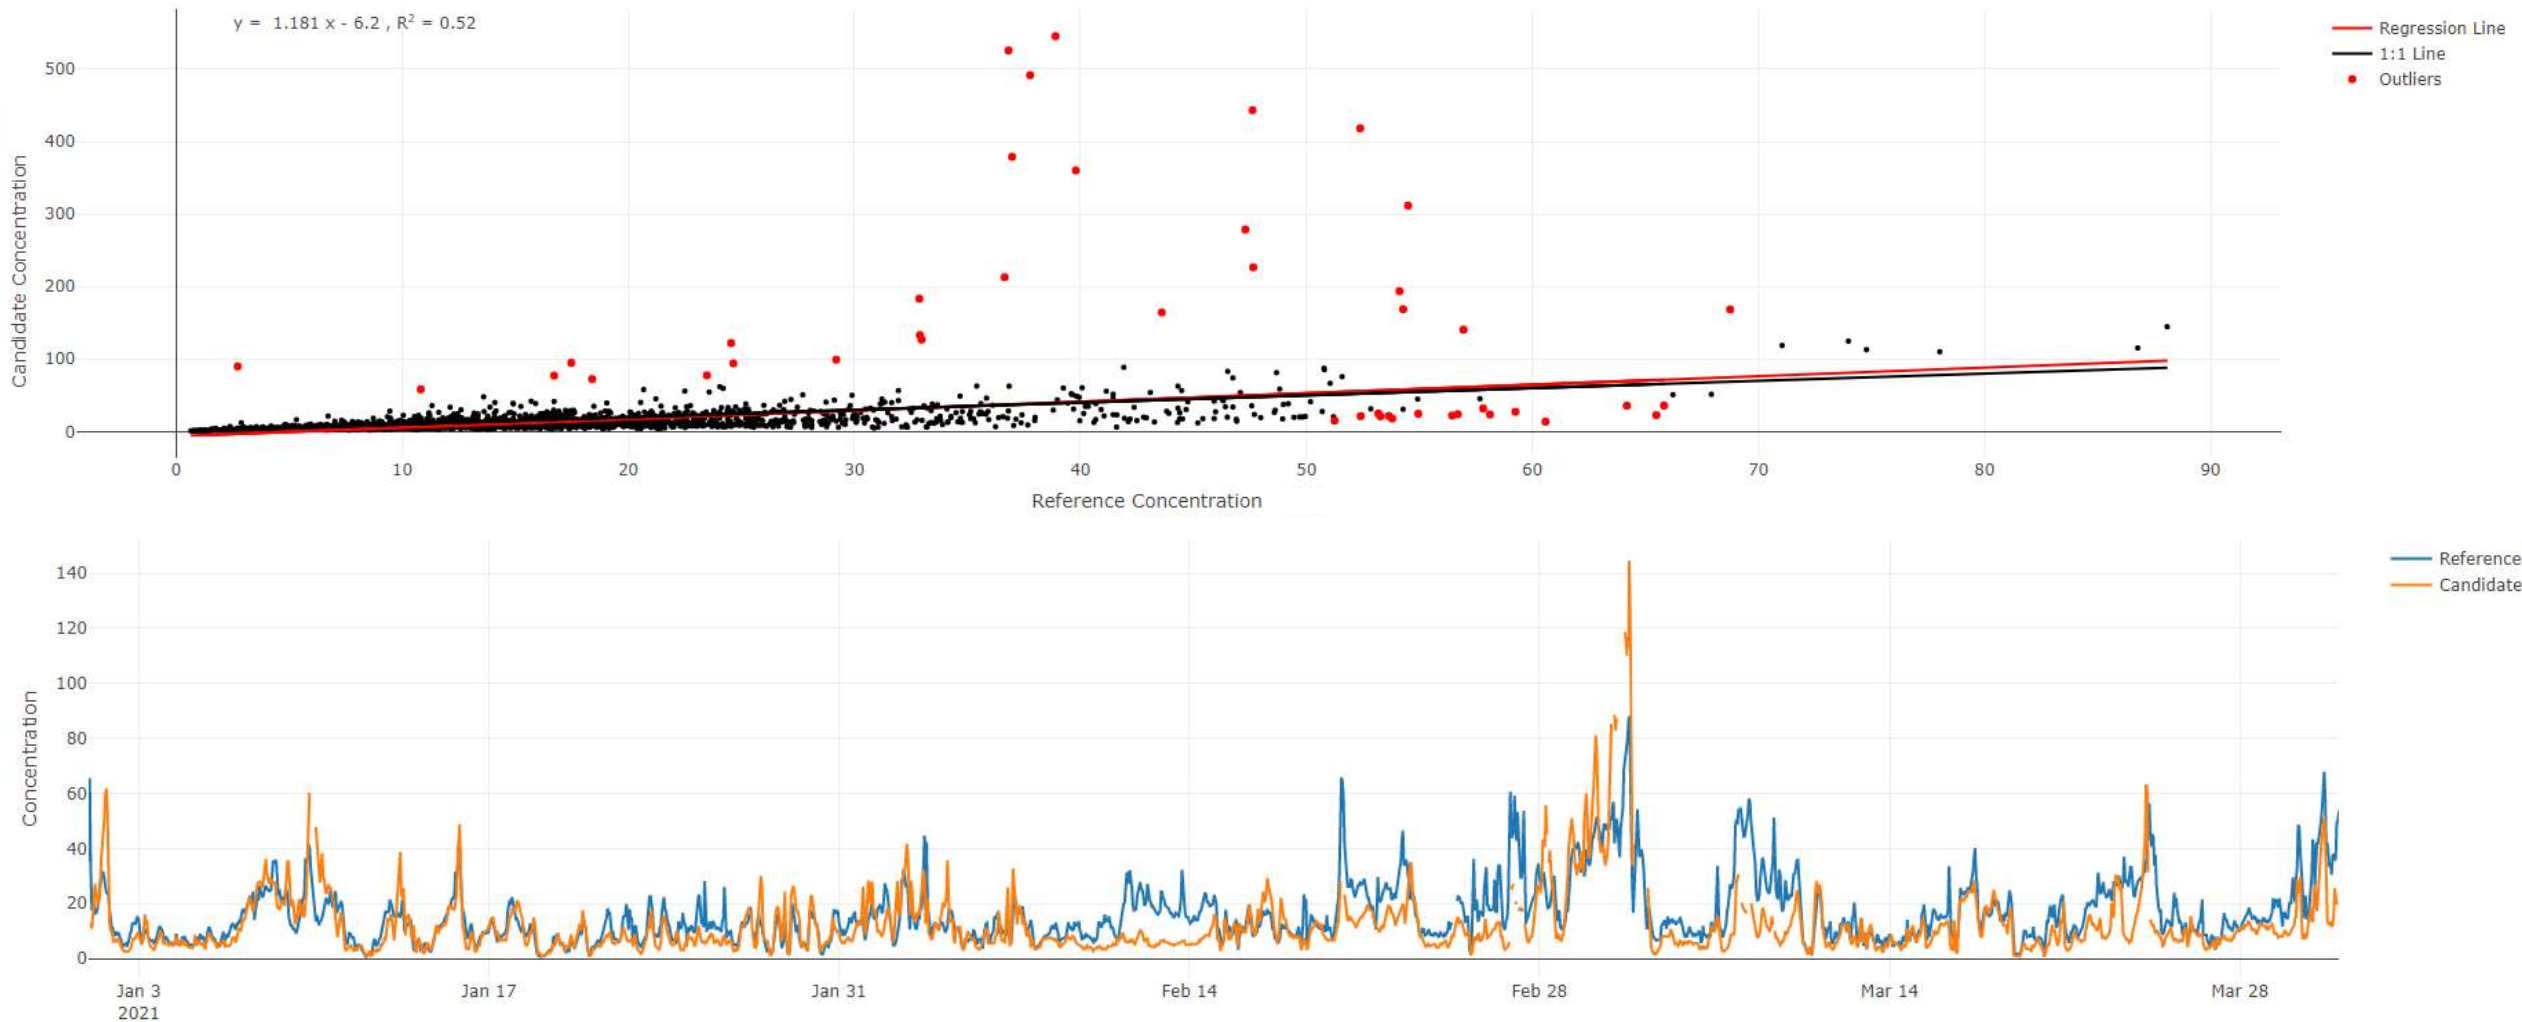 y = 1.181 x - 6.2 , R² = 0.52
Regression Line
1:1 Line
Outliers
Candidate Concentration
500
400
300
200
100
0
0 10 20 30 40 50 60 70 80 90
Reference Concentration
Reference
Candidate
Concentration
140
120
100
80
60
40
20
0
Jan 3 Jan 17 Jan 31 Feb 14 Feb 28 Mar 14 Mar 28
2021